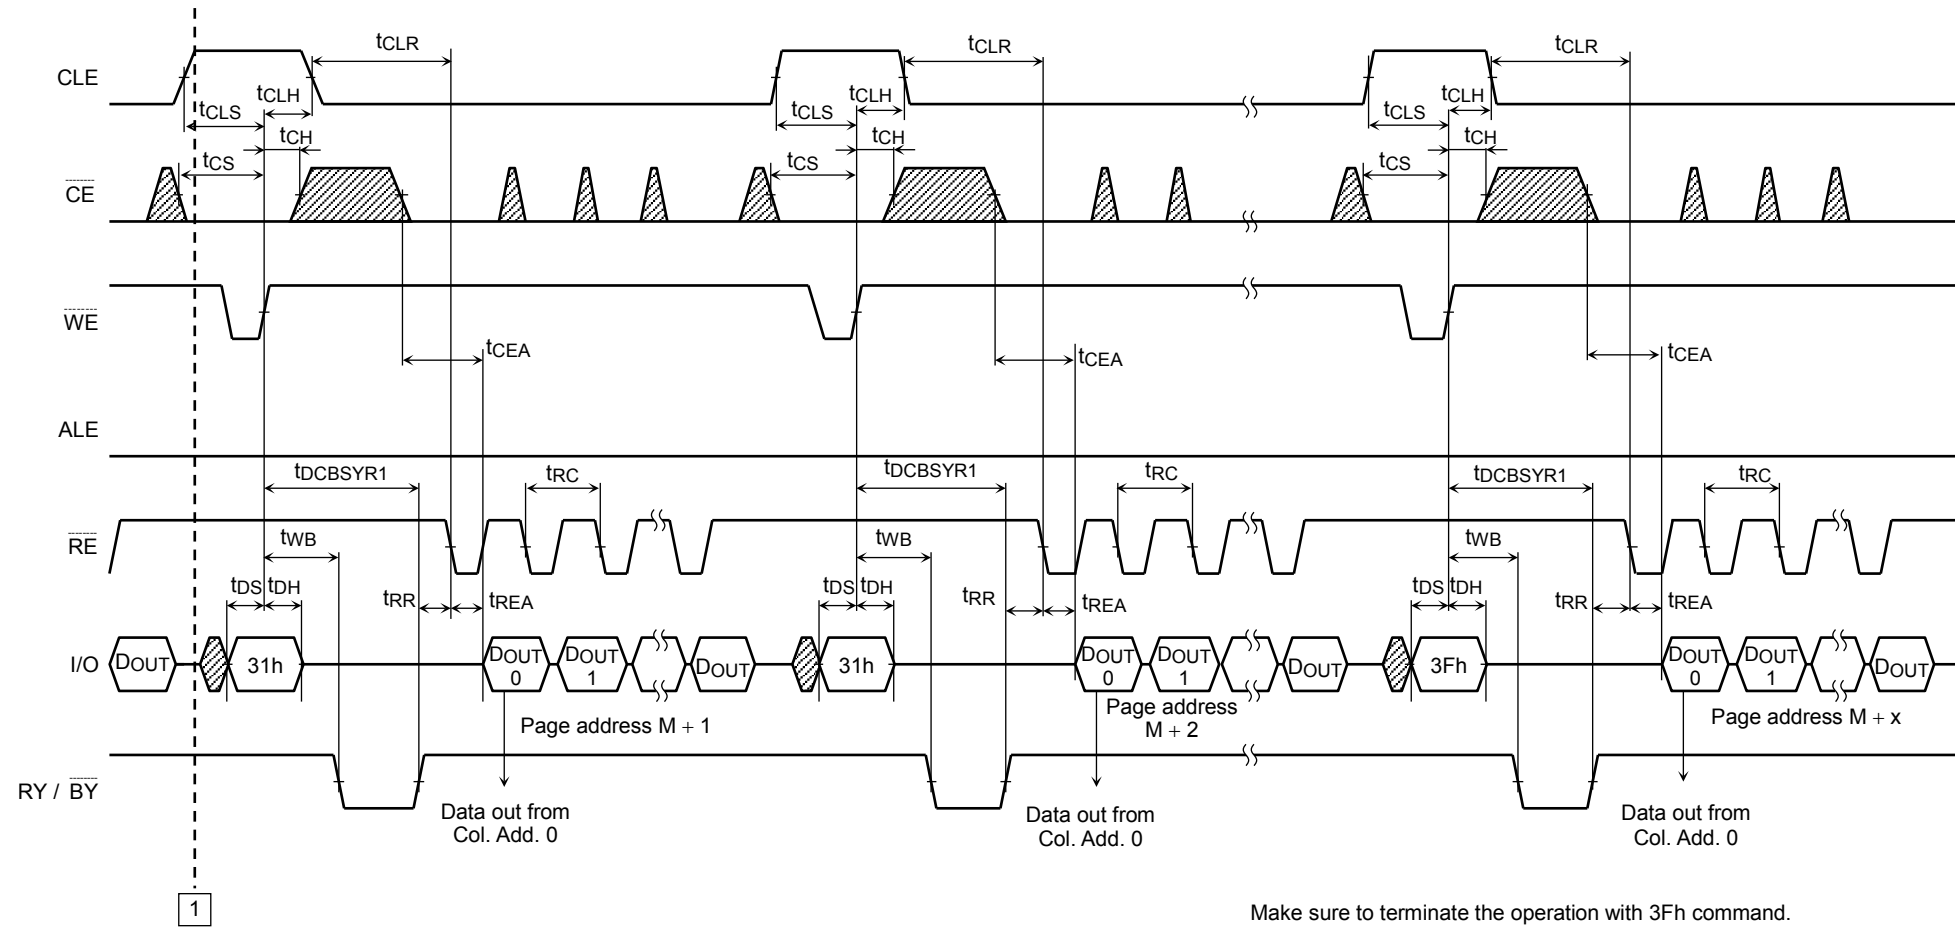 tCLR tCLR tCLR
CLE
tCLH tCLH tCLH
tCLS tCLS tCLS
tCH tCH tCH
tCS tCS tCS
CE
WE
tCEA tCEA tCEA
ALE
tDCBSYR1 tRC tDCBSYR1 tRC tDCBSYR1 tRC
RE
tWB tWB tWB
tDS tDH tDS tDH tDS tDH
tRR tREA tRR tREA tRR tREA
I/O DOUT 31h DOUT 0 DOUT 1 DOUT 31h DOUT 0 DOUT 1 DOUT 3Fh DOUT 0 DOUT 1 DOUT
Page address M + 1
Page address
M + 2
Page address M + x
RY / BY
Data out from
Col. Add. 0
Data out from
Col. Add. 0
Data out from
Col. Add. 0
1
Make sure to terminate the operation with 3Fh command.